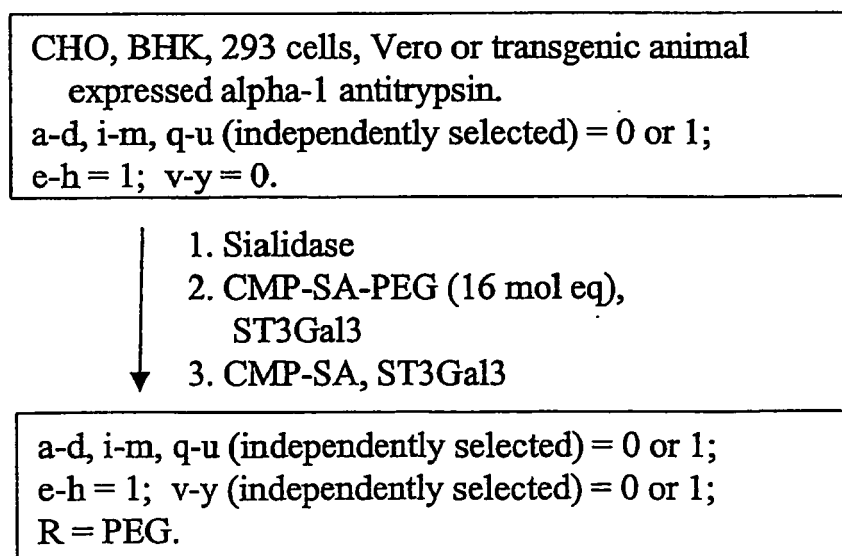 CHO, BHK, 293 cells, Vero or transgenic animal
expressed alpha-1 antitrypsin.
a-d, i-m, q-u (independently selected) = 0 or 1;
e-h = 1; v-y = 0.
1. Sialidase
2. CMP-SA-PEG (16 mol eq),
ST3Gal3
3. CMP-SA, ST3Gal3
a-d, i-m, q-u (independently selected) = 0 or 1;
e-h = 1; v-y (independently selected) = 0 or 1;
R = PEG.